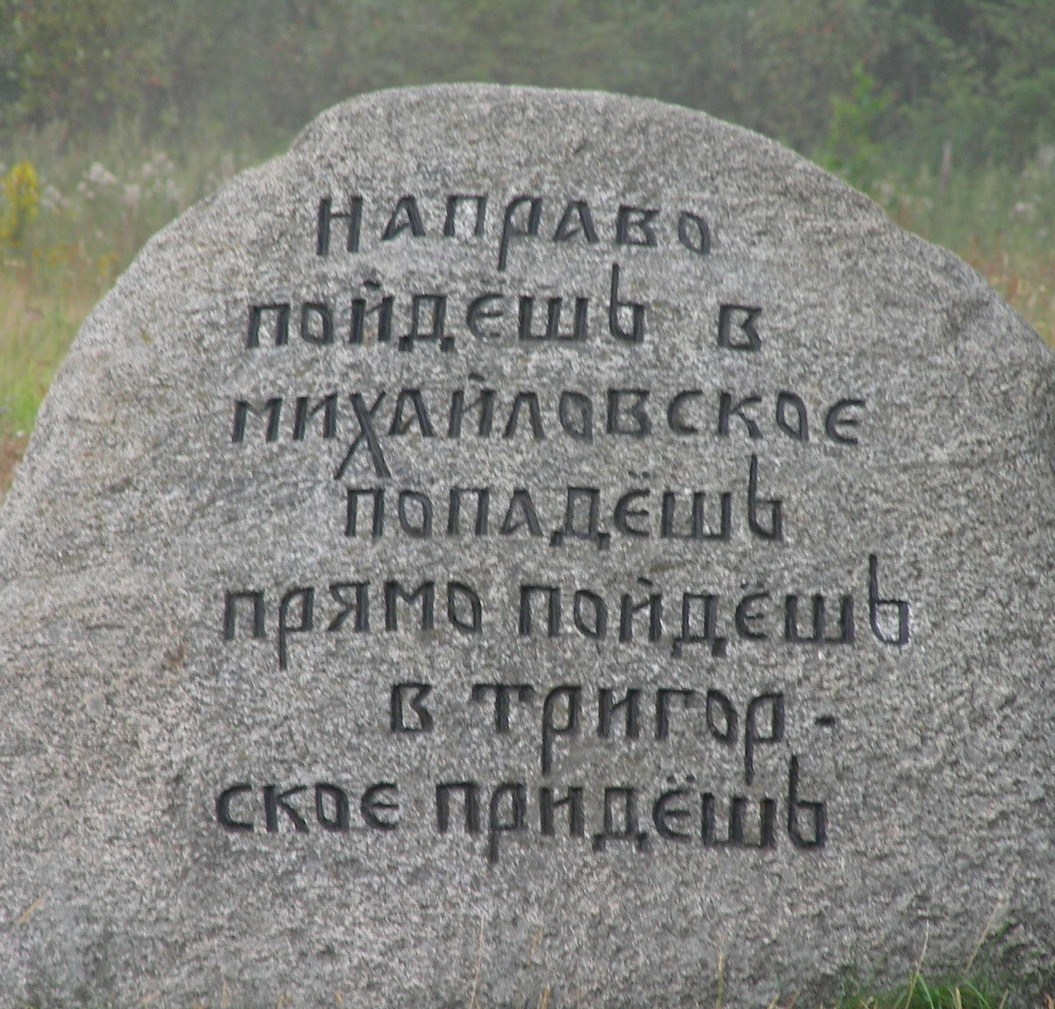 Направо
пойдешь в
михайловское
попадёшь
прямо пойдёшь
в тригор-
ское придёшь